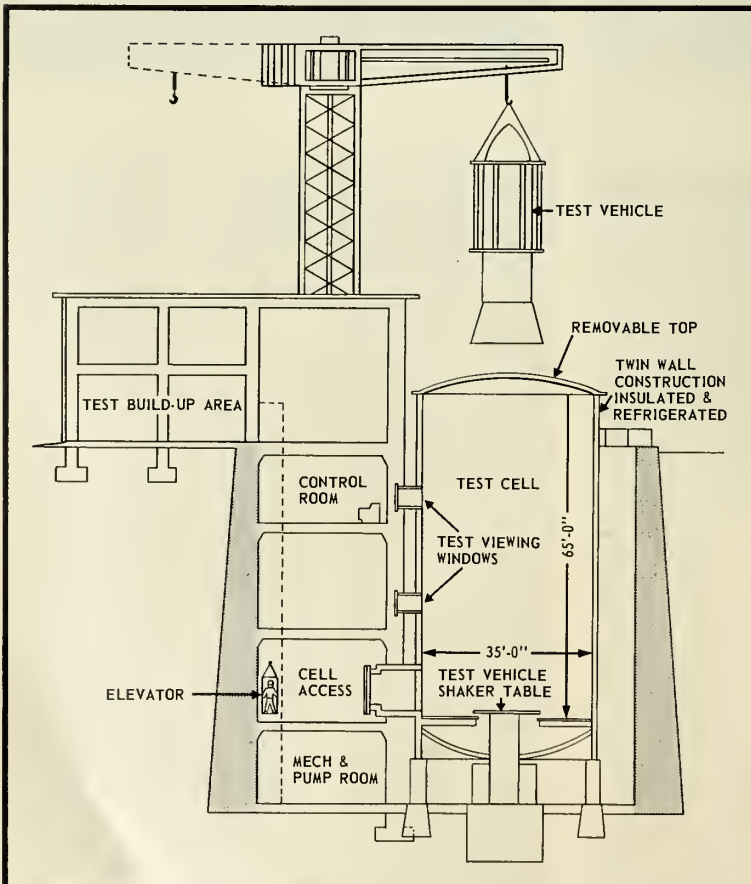 TEST VEHICLE
REMOVABLE TOP
TWIN WALL
CONSTRUCTION
INSULATED &
REFRIGERATED
TEST BUILD-UP AREA
CONTROL
ROOM
TEST CELL
TEST VIEWING
WINDOWS
65'-0"
35'-0"
TEST VEHICLE
SHAKER TABLE
ELEVATOR
CELL
ACCESS
MECH &
PUMP ROOM